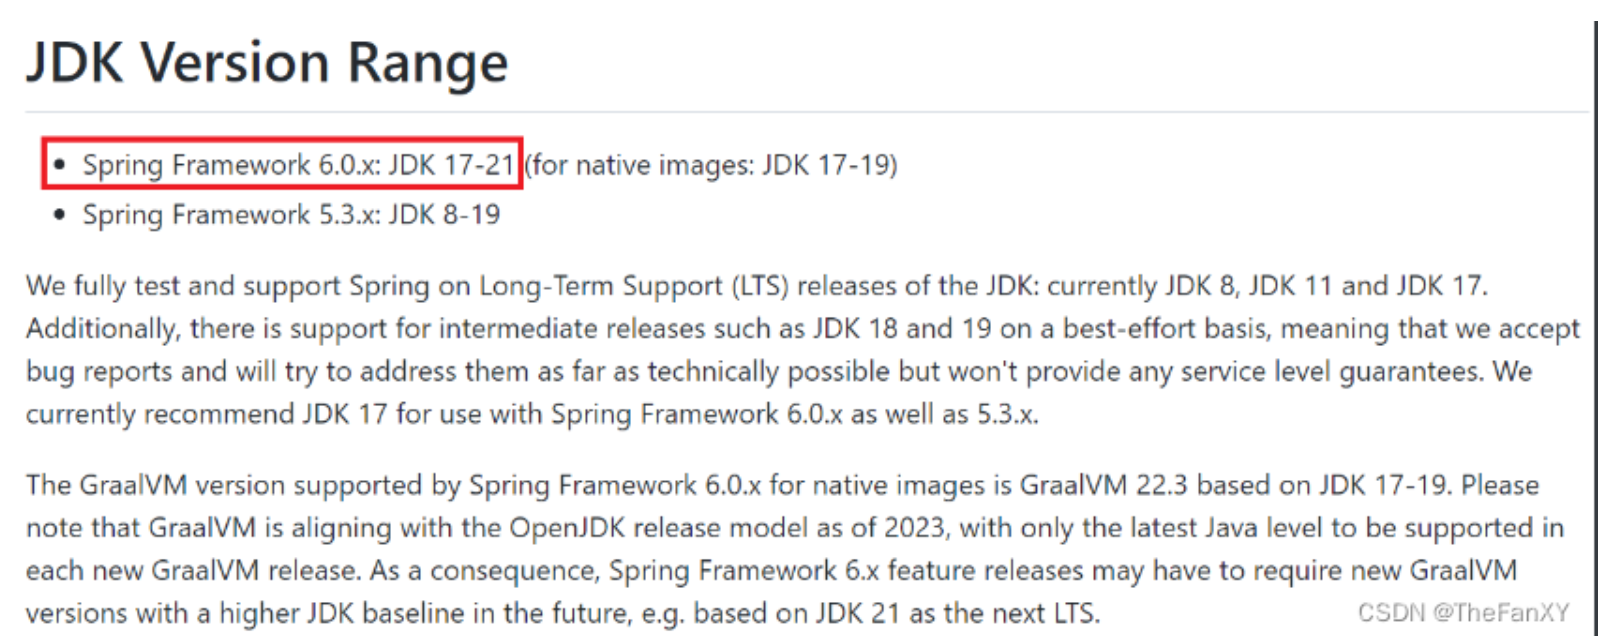 JDK Version Range
• Spring Framework 6.0.x: JDK 17-21 (for native images: JDK 17-19)
• Spring Framework 5.3.x: JDK 8-19
We fully test and support Spring on Long-Term Support (LTS) releases of the JDK: currently JDK 8, JDK 11 and JDK 17.
Additionally, there is support for intermediate releases such as JDK 18 and 19 on a best-effort basis, meaning that we accept
bug reports and will try to address them as far as technically possible but won't provide any service level guarantees. We
currently recommend JDK 17 for use with Spring Framework 6.0.x as well as 5.3.x.
The GraalVM version supported by Spring Framework 6.0.x for native images is GraalVM 22.3 based on JDK 17-19. Please
note that GraalVM is aligning with the OpenJDK release model as of 2023, with only the latest Java level to be supported in
each new GraalVM release. As a consequence, Spring Framework 6.x feature releases may have to require new GraalVM
versions with a higher JDK baseline in the future, e.g. based on JDK 21 as the next LTS.
CSDN @TheFanXY